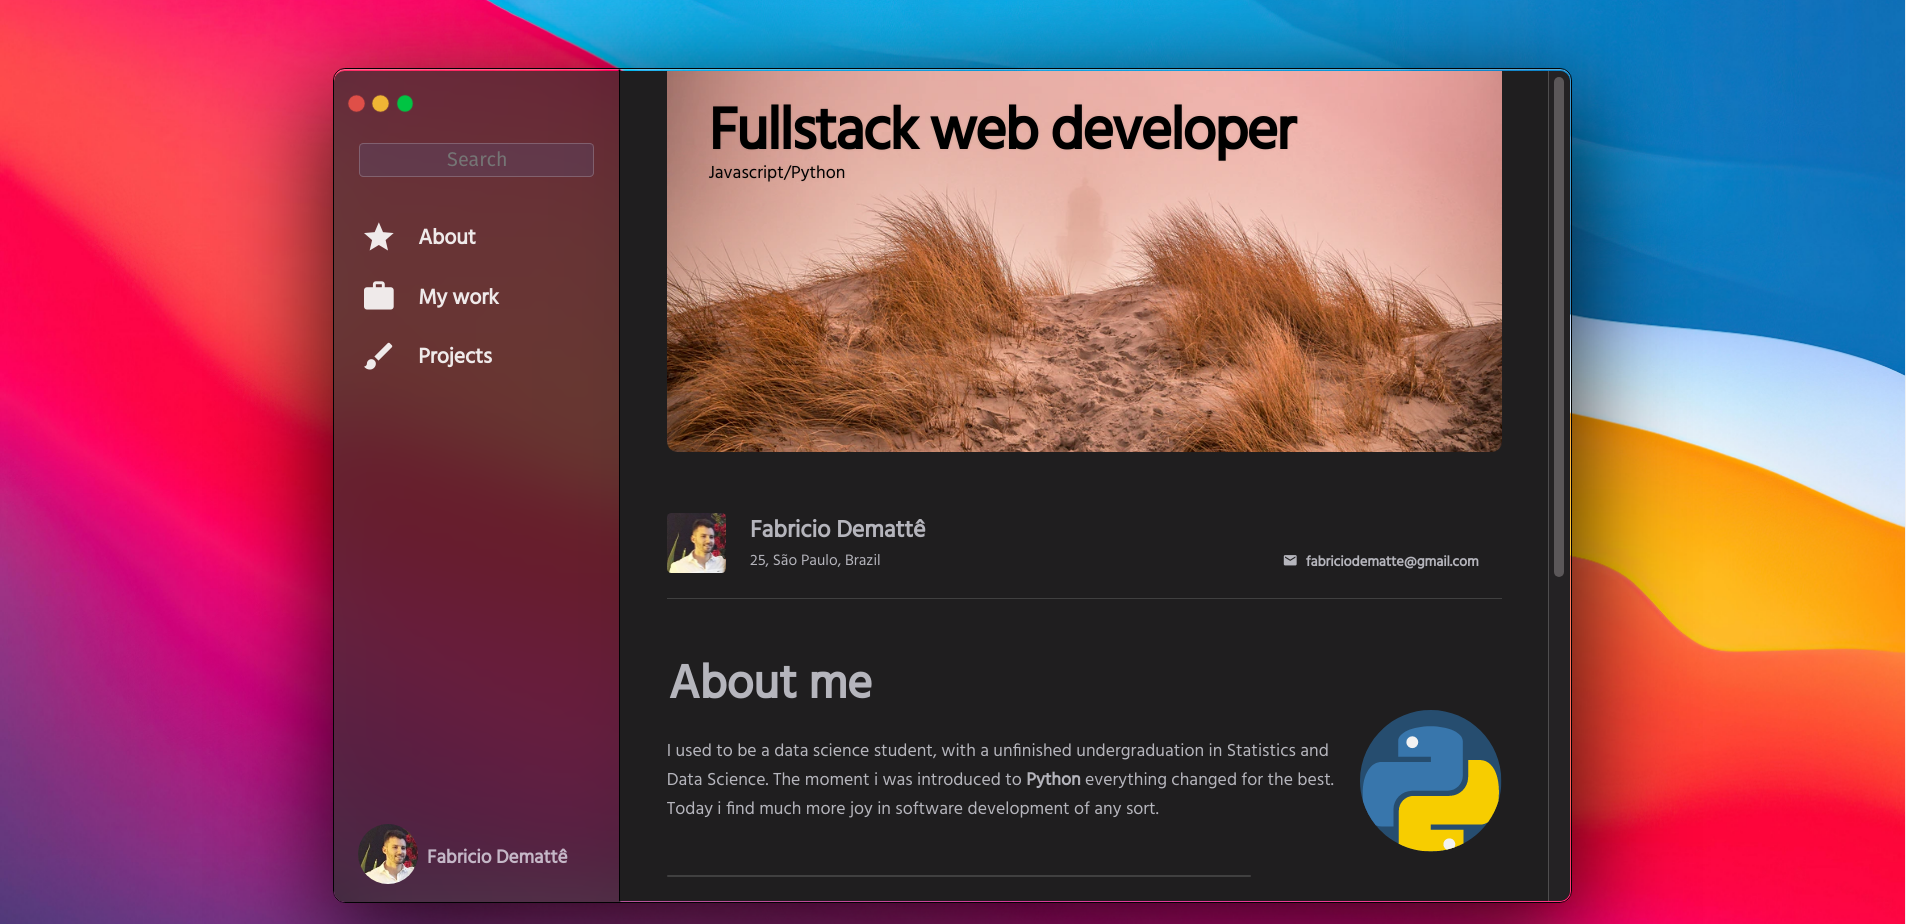 Search
About
My work
Projects
Fabricio Demattê
Fullstack web developer
Javascript/Python
Fabricio Demattê
25, São Paulo, Brazil
fabriciodematte@gmail.com
About me
I used to be a data science student, with a unfinished undergraduation in Statistics and
Data Science. The moment i was introduced to Python everything changed for the best.
Today i find much more joy in software development of any sort.